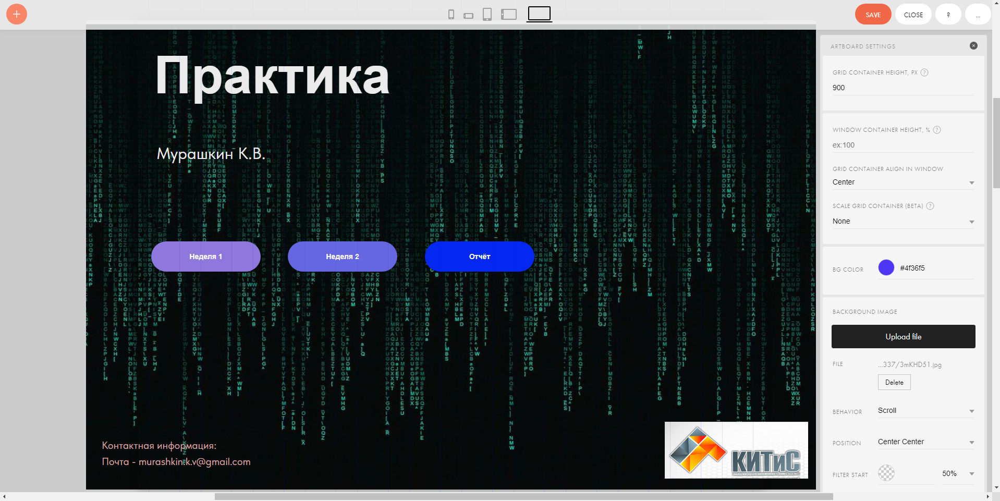 SAVE
CLOSE
?
...
Практика
Мурашкин К.В.
Неделя 1
Неделя 2
Отчёт
Контактная информация:
Почта - murashkin.k.v@gmail.com
КИТиС
ARTBOARD SETTINGS
GRID CONTAINER HEIGHT, PX ?
900
WINDOW CONTAINER HEIGHT, % ?
ex:100
GRID CONTAINER ALIGN IN WINDOW
Center
SCALE GRID CONTAINER (BETA) ?
None
BG COLOR #4f36f5
BACKGROUND IMAGE
Upload file
FILE ...337/3mKHD51.jpg
Delete
BEHAVIOR Scroll
POSITION Center Center
FILTER START 50%